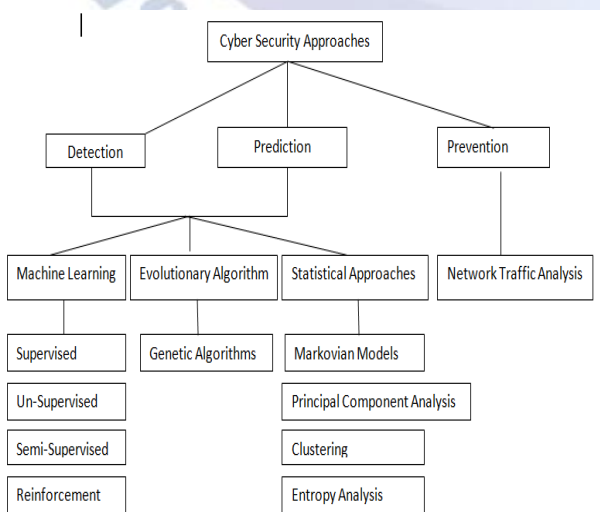 Cyber Security Approaches
Detection
Prediction
Prevention
Machine Learning
Evolutionary Algorithm
Statistical Approaches
Network Traffic Analysis
Supervised
Genetic Algorithms
Markovian Models
Un-Supervised
Principal Component Analysis
Semi-Supervised
Clustering
Reinforcement
Entropy Analysis